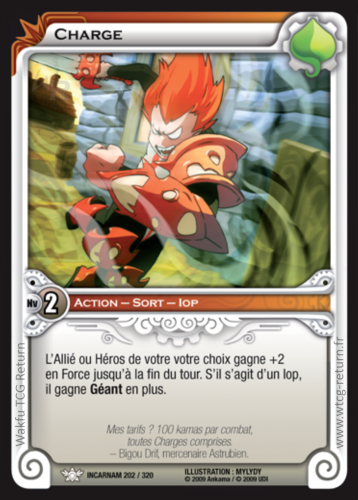 Charge
Nv 2
Action – Sort – Iop
L'Allié ou Héros de votre votre choix gagne +2
en Force jusqu'à la fin du tour. S'il s'agit d'un Iop,
il gagne Géant en plus.
Mes tarifs ? 100 kamas par combat,
toutes Charges comprises.
– Bigou Drif, mercenaire Astrubien.
INCARNAM 202 / 320
ILLUSTRATION : MYLYDY
© 2009 Ankama / © 2009 UDI
Wakfu TCG Return
www.wtcg-return.fr